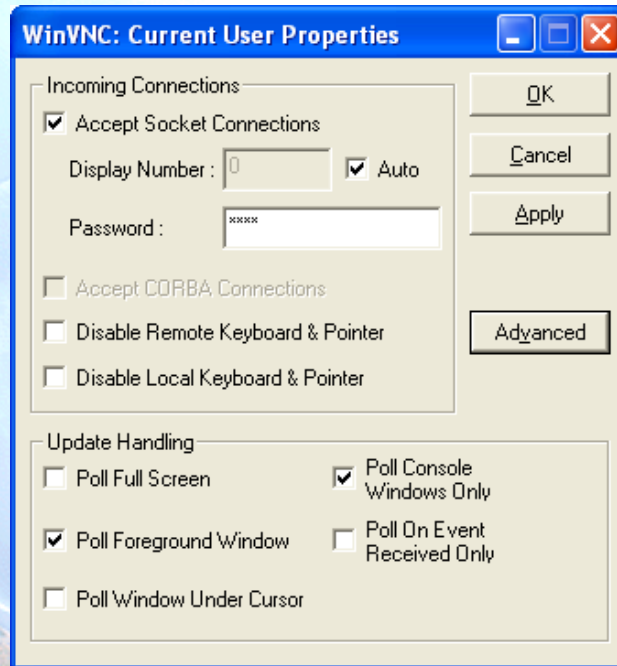 WinVNC: Current User Properties
Incoming Connections
OK
Accept Socket Connections
Display Number : 0 Auto
Cancel
Password : ****
Apply
Accept CORBA Connections
Disable Remote Keyboard & Pointer
Advanced
Disable Local Keyboard & Pointer
Update Handling
Poll Full Screen
Poll Console
Windows Only
Poll Foreground Window
Poll On Event
Received Only
Poll Window Under Cursor